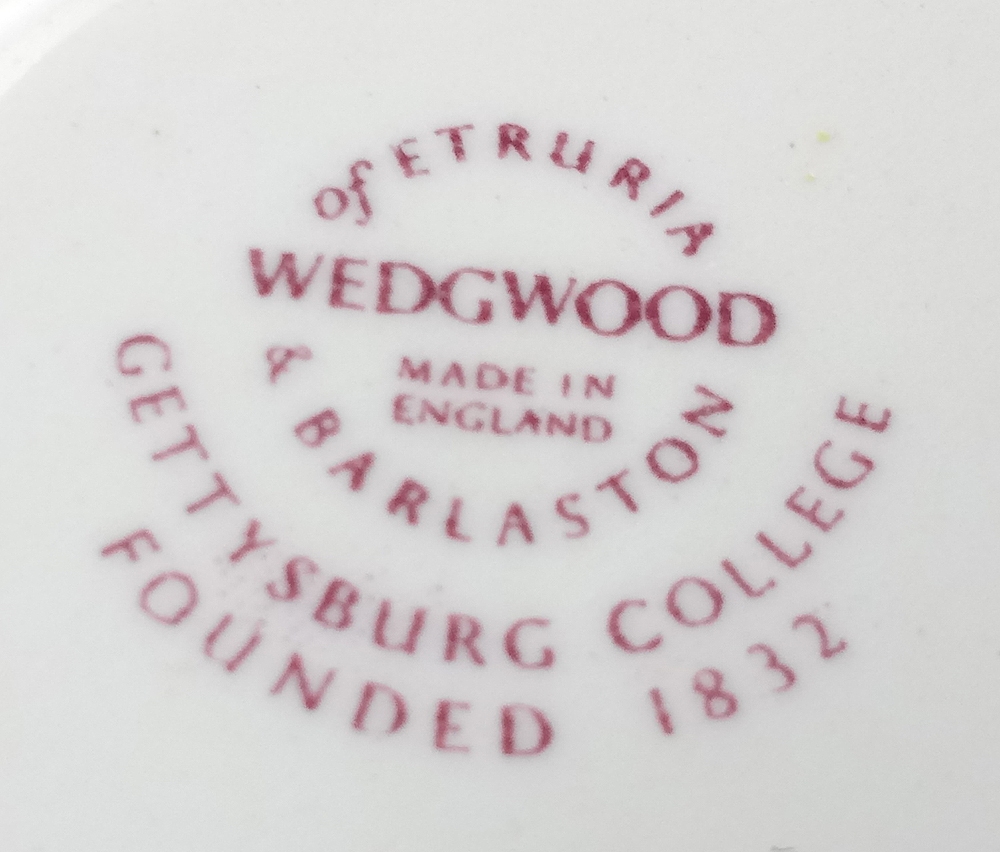 of ETRURIA
WEDGWOOD
MADE IN
ENGLAND
& BARLASTON
GETTYSBURG COLLEGE
FOUNDED 1832